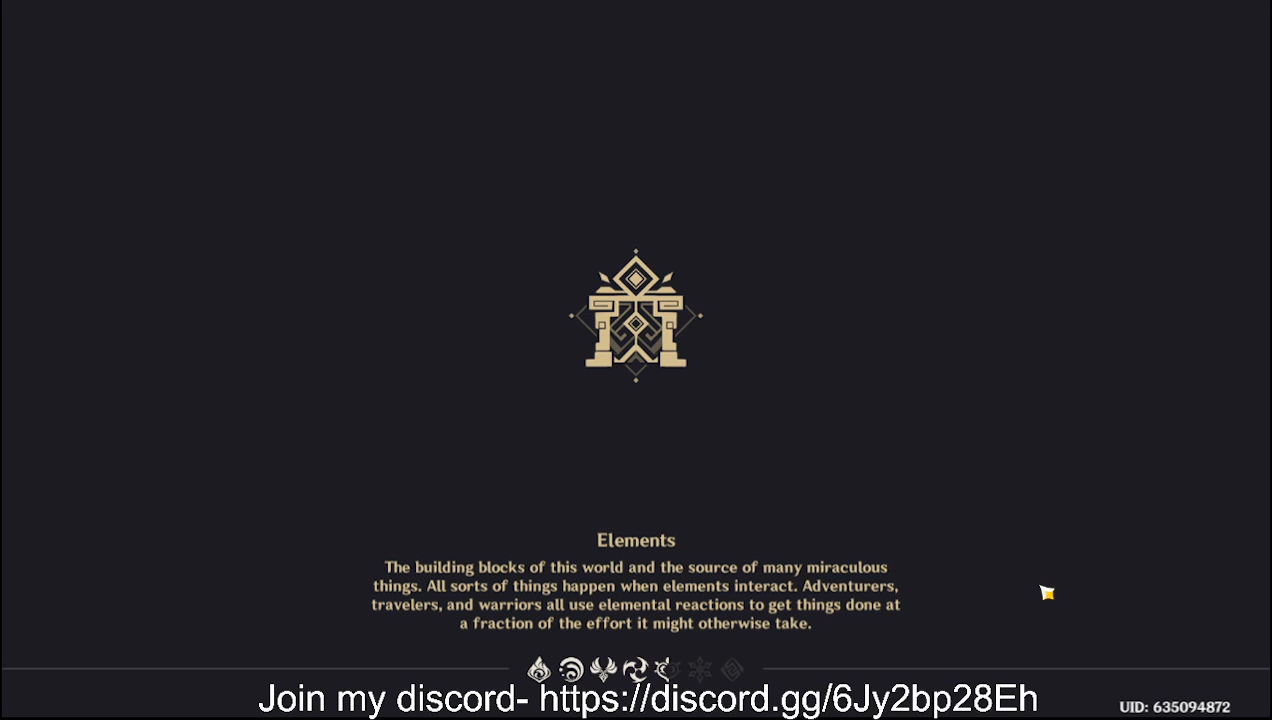 Elements
The building blocks of this world and the source of many miraculous
things. All sorts of things happen when elements interact. Adventurers,
travelers, and warriors all use elemental reactions to get things done at
a fraction of the effort it might otherwise take.
Join my discord- https://discord.gg/6Jy2bp28Eh
UID: 635094872